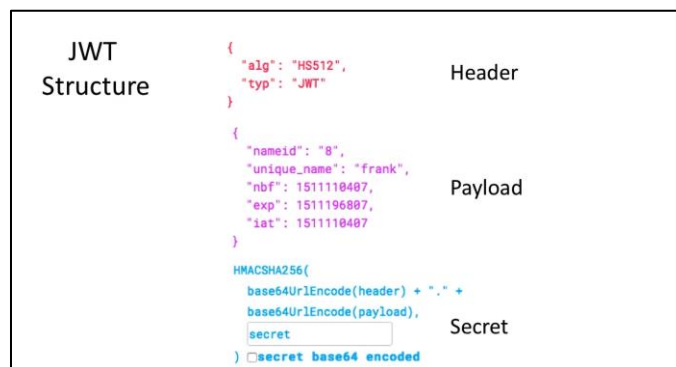 JWT
Structure
{
"alg": "HS512",
"typ": "JWT"
}
Header
{
"nameid": "8",
"unique_name": "frank",
"nbf": 1511110407,
"exp": 1511196807,
"iat": 1511110407
}
Payload
HMACSHA256(
base64UrlEncode(header) + "." +
base64UrlEncode(payload),
secret
) secret base64 encoded
Secret